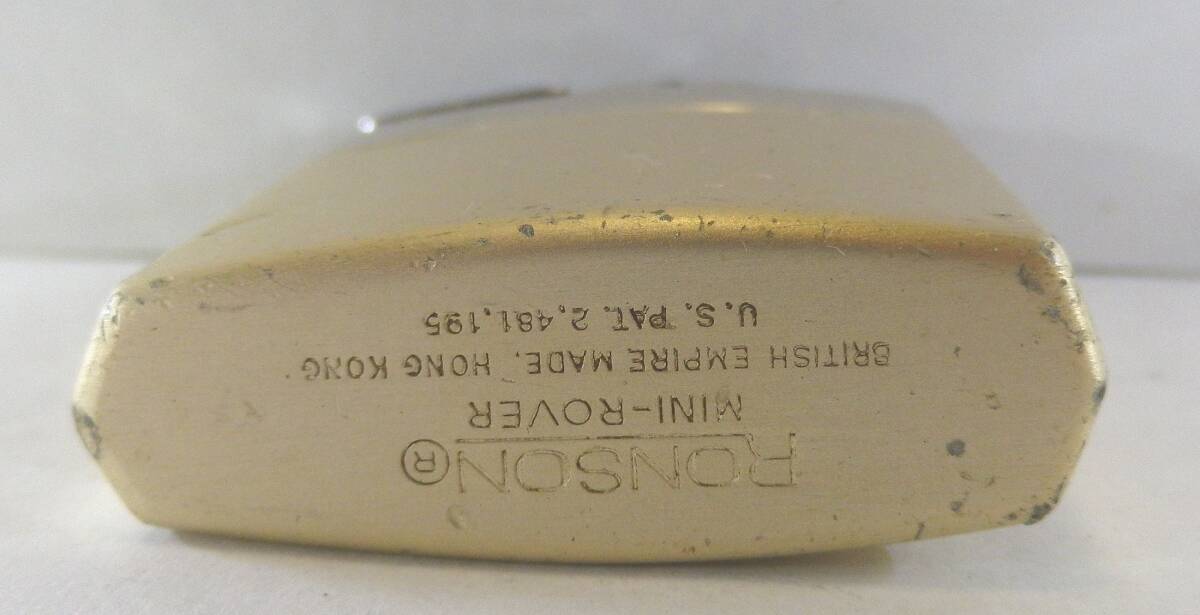 RONSON®
MINI-ROVER
BRITISH EMPIRE MADE. HONG KONG
U.S. PAT. 2,481,195